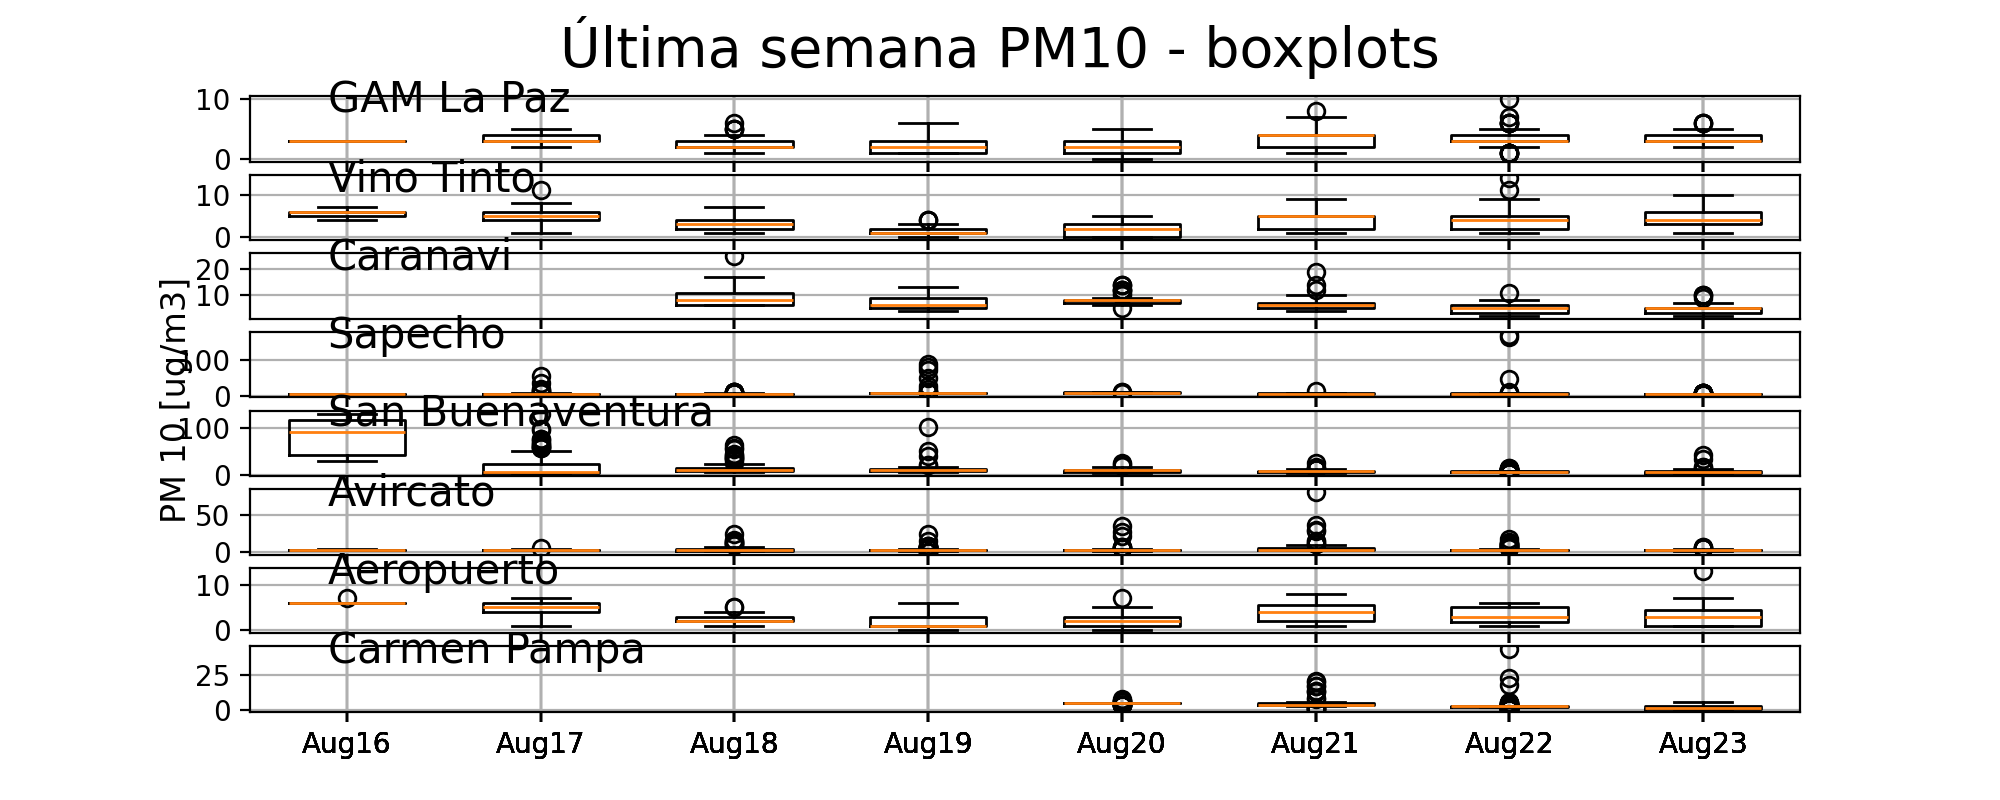 Última semana PM10 - boxplots
GAM La Paz
10
0
Vino Tinto
10
0
Caranavi
20
10
Sapecho
100
0
San Buenaventura
100
0
Avircato
50
0
Aeropuerto
10
0
Carmen Pampa
25
0
PM 10 [ug/m3]
Aug16 Aug17 Aug18 Aug19 Aug20 Aug21 Aug22 Aug23